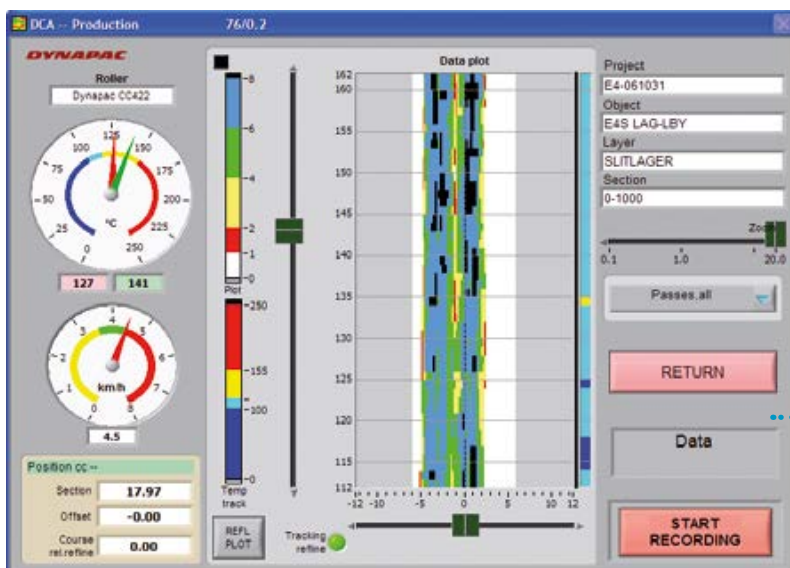 DCA -- Production 76/0.2
DYNAPAC
Roller
Dynapac CC422
0 25 50 75 100 125 150 175 200 225 250
°C
127 141
0 1 2 3 4 5 6 7 8
km/h
4.5
Position cc --
Section 17.97
Offset -0.00
Course rel.refline 0.00
8
6
4
2
1
0
Plot
250
155
100
0
Temp track
REFL PLOT
Data plot
162
160
155
150
145
140
135
130
125
120
115
112
-12 -10 -5 0 5 10 12
Tracking refline
Project
E4-061031
Object
E4S LAG-LBY
Layer
SLITLAGER
Section
0-1000
Zoom
0.1 1.0 20.0
Passes,all
RETURN
Data
START RECORDING